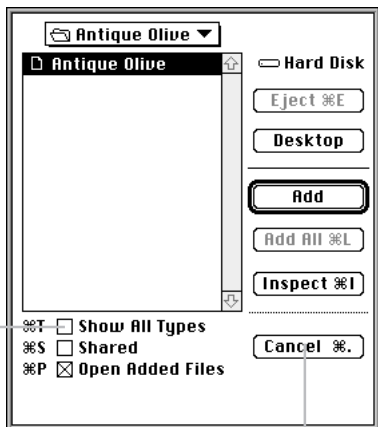 Antique Olive
Antique Olive
Hard Disk
Eject ⌘E
Desktop
Add
Add All ⌘L
Inspect ⌘I
⌘T Show All Types
⌘S Shared
⌘P Open Added Files
Cancel ⌘.